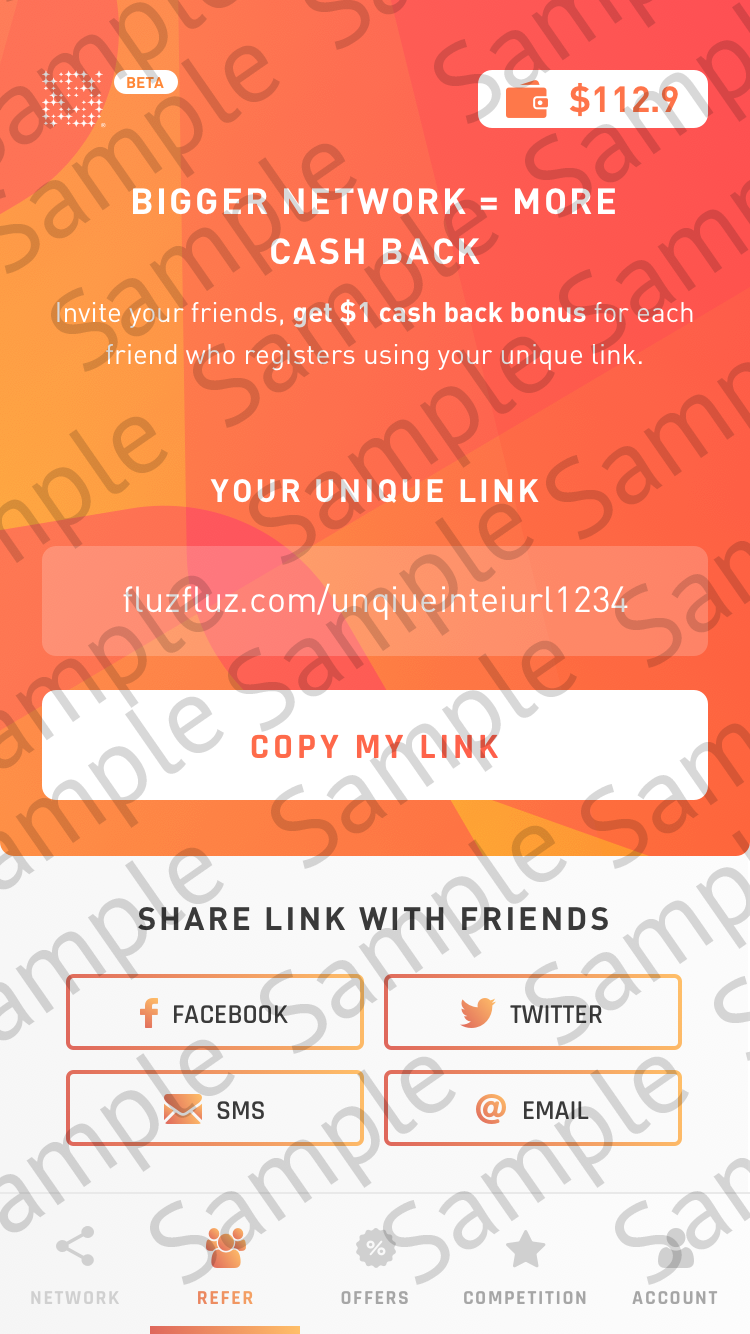 BETA
$112.9
BIGGER NETWORK = MORE
CASH BACK
Invite your friends, get $1 cash back bonus for each
friend who registers using your unique link.
YOUR UNIQUE LINK
fluzfluz.com/unqiueinteiurl1234
COPY MY LINK
SHARE LINK WITH FRIENDS
FACEBOOK
TWITTER
SMS
EMAIL
NETWORK
REFER
OFFERS
COMPETITION
ACCOUNT
Sample Sample Sample